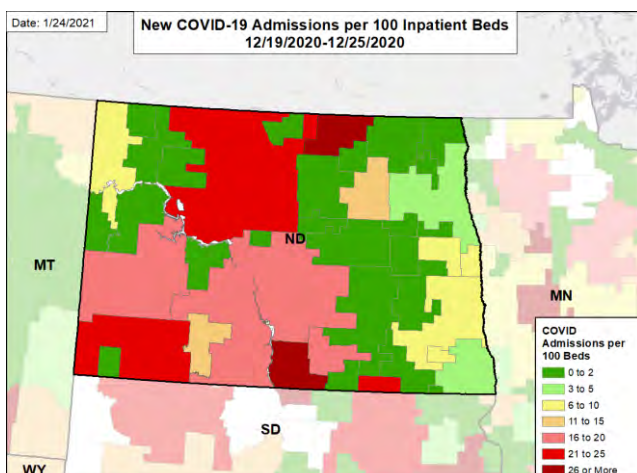 Date: 1/24/2021
New COVID-19 Admissions per 100 Inpatient Beds
12/19/2020-12/25/2020
ND
MT
MN
SD
WY
COVID
Admissions per
100 Beds
0 to 2
3 to 5
6 to 10
11 to 15
16 to 20
21 to 25
26 or More